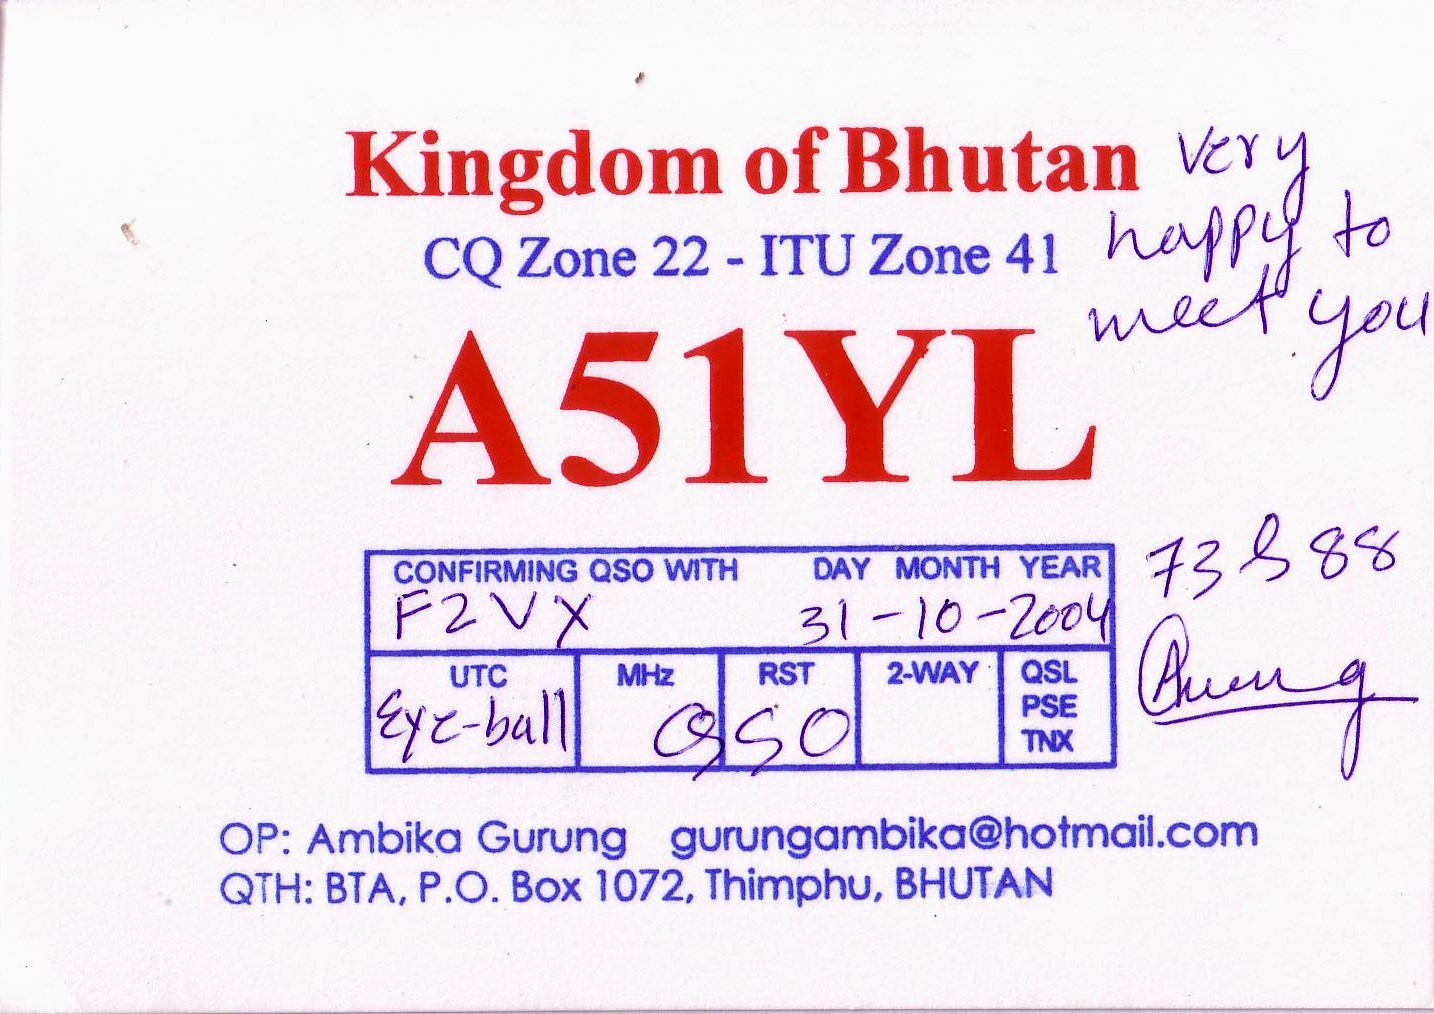 Kingdom of Bhutan
very
happy to
meet you
CQ Zone 22 - ITU Zone 41
A51YL
CONFIRMING QSO WITH DAY MONTH YEAR
F2VX 31-10-2004
UTC MHz RST 2-WAY QSL
PSE
TNX
Eye-ball QSO
73 & 88
OP: Ambika Gurung gurungambika@hotmail.com
QTH: BTA, P.O. Box 1072, Thimphu, BHUTAN